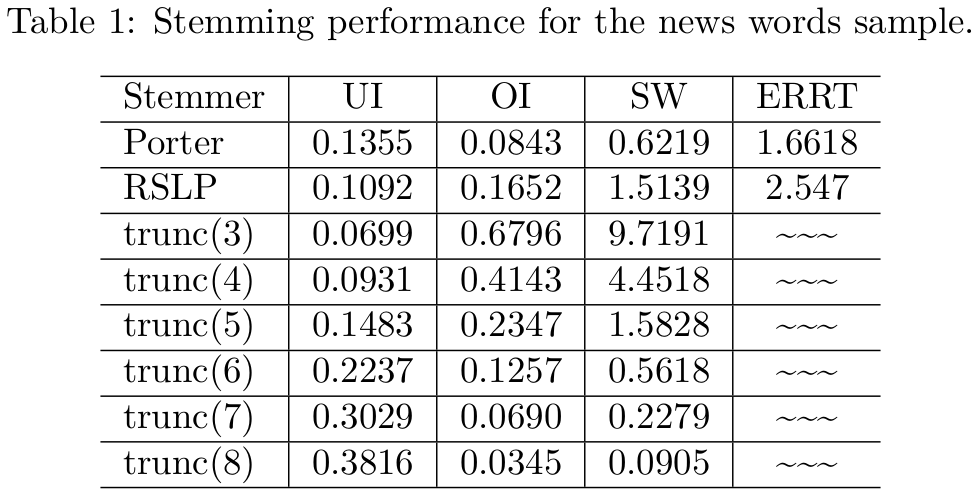 Table 1: Stemming performance for the news words sample.
Stemmer UI OI SW ERRT
Porter 0.1355 0.0843 0.6219 1.6618
RSLP 0.1092 0.1652 1.5139 2.547
trunc(3) 0.0699 0.6796 9.7191 ~~~
trunc(4) 0.0931 0.4143 4.4518 ~~~
trunc(5) 0.1483 0.2347 1.5828 ~~~
trunc(6) 0.2237 0.1257 0.5618 ~~~
trunc(7) 0.3029 0.0690 0.2279 ~~~
trunc(8) 0.3816 0.0345 0.0905 ~~~